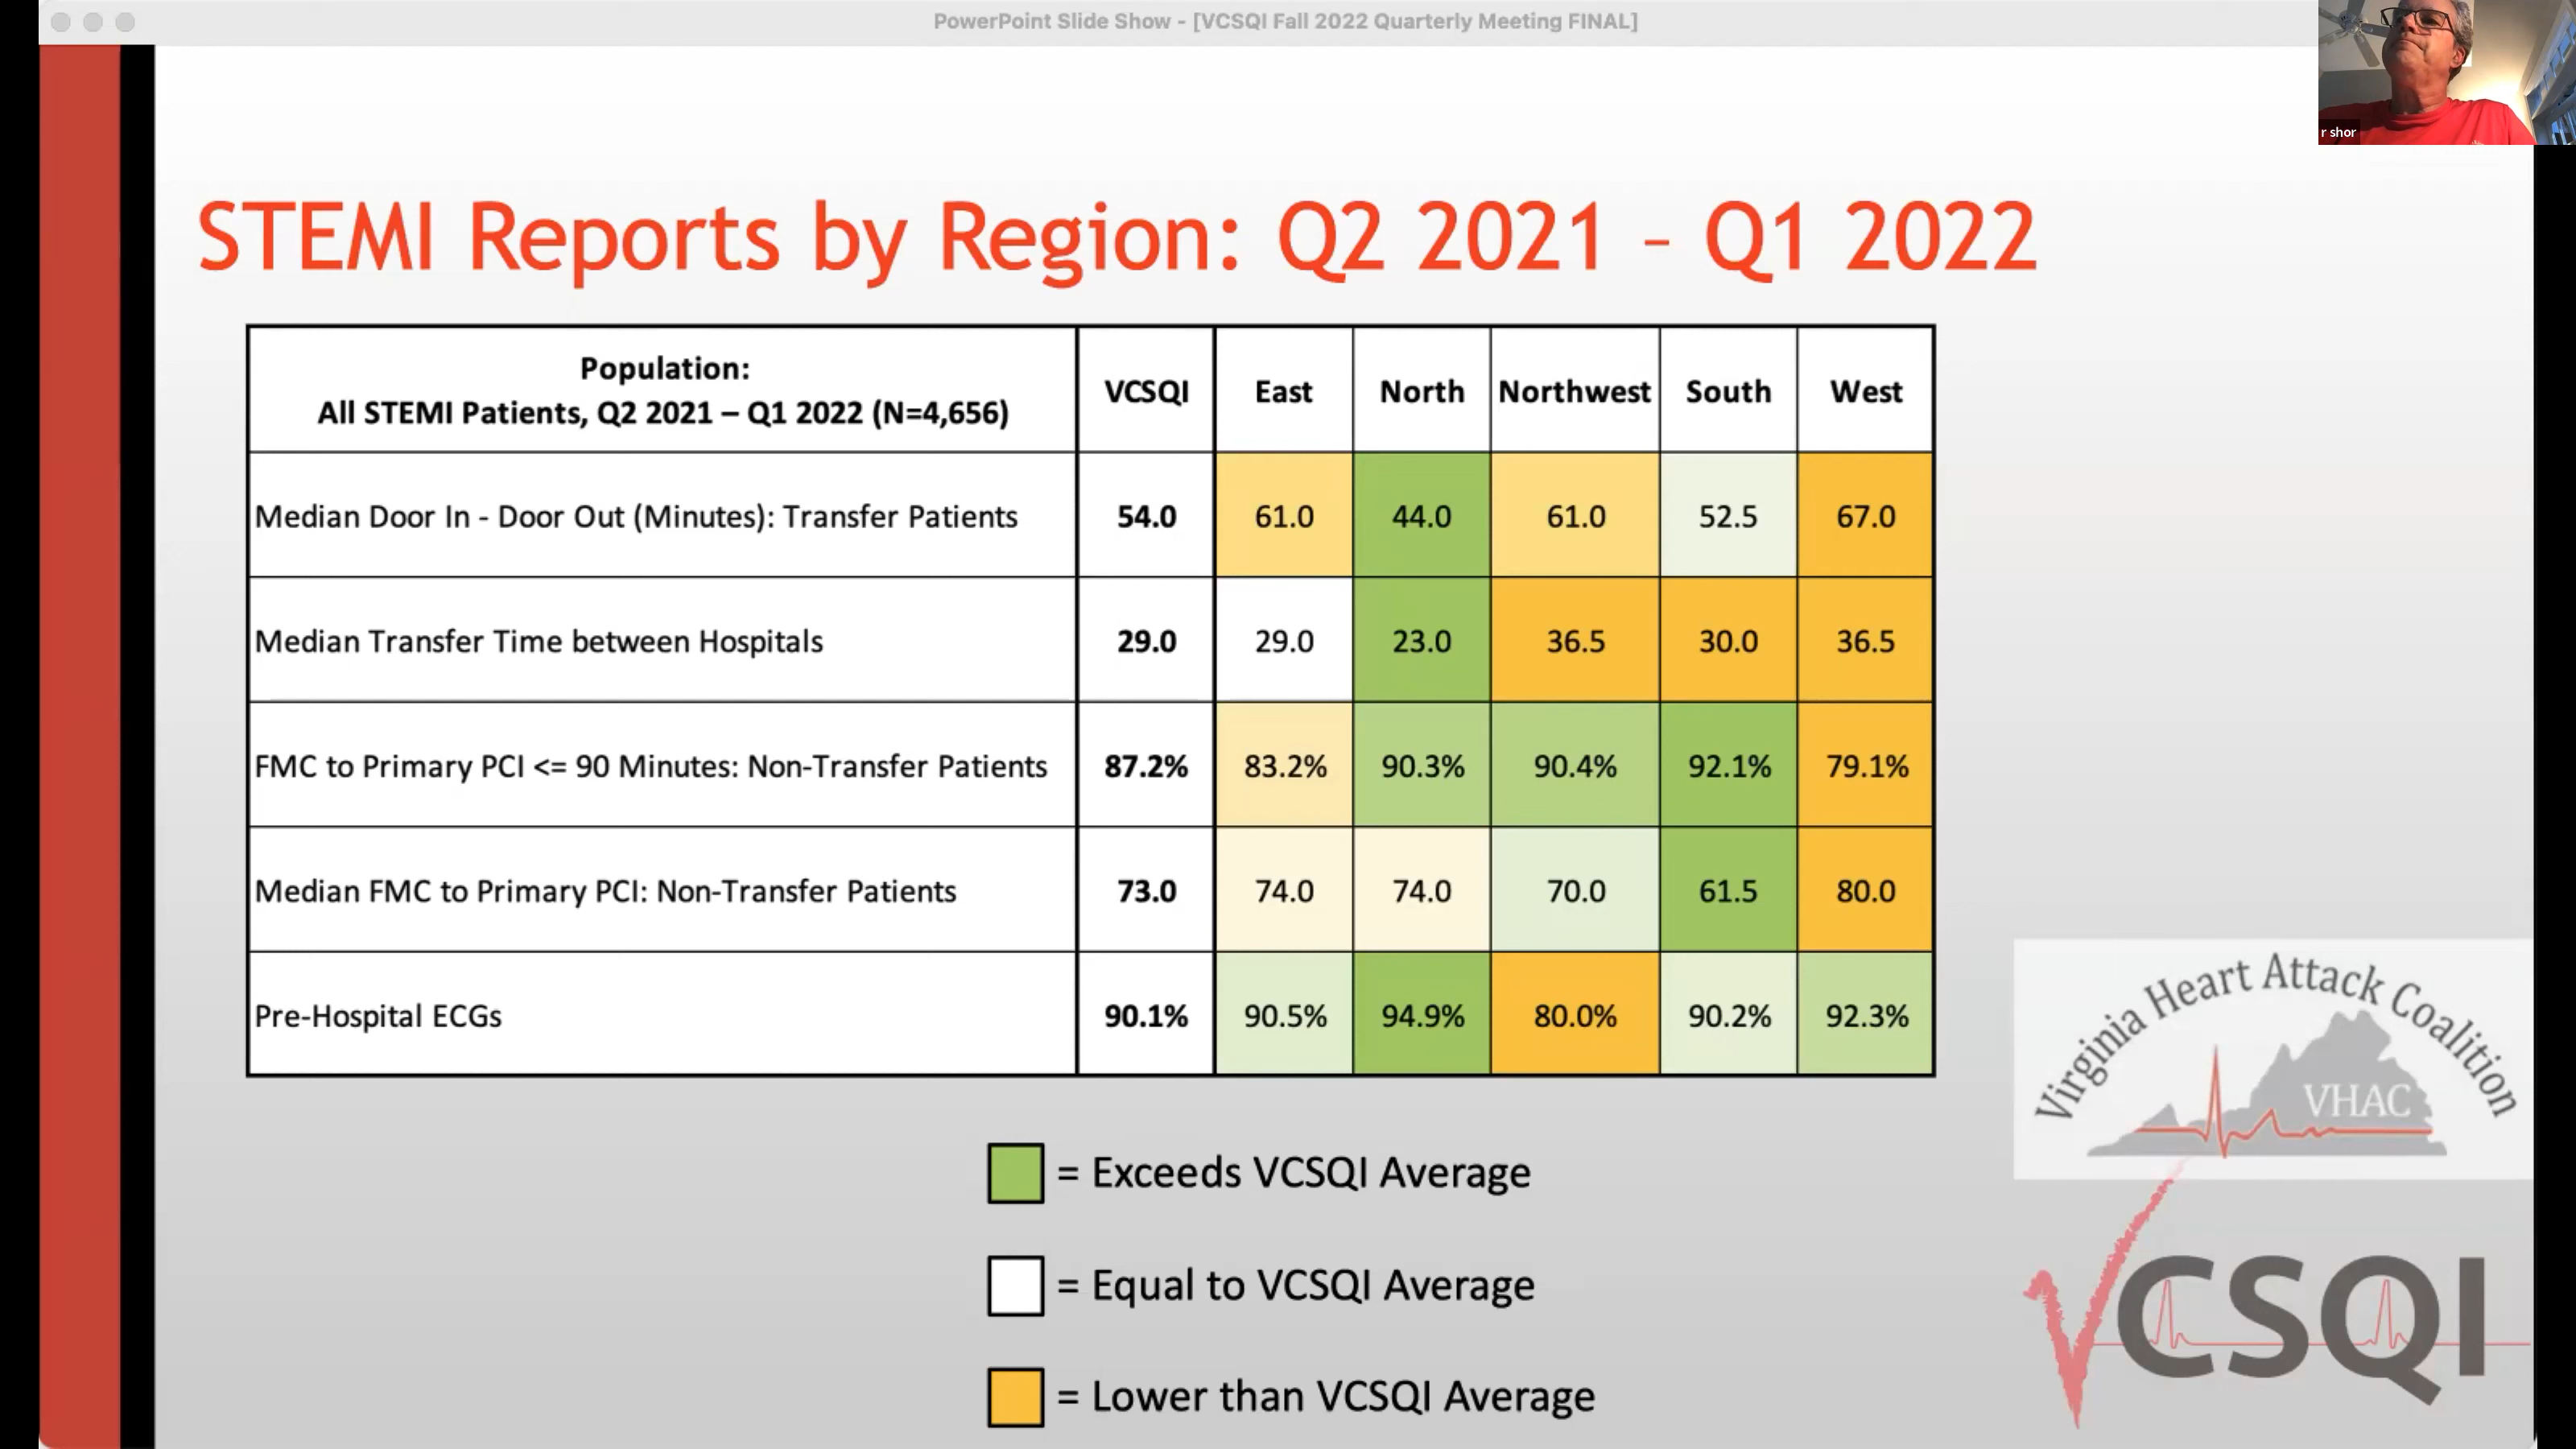 PowerPoint Slide Show - [VCSQI Fall 2022 Quarterly Meeting FINAL]
r shor
STEMI Reports by Region: Q2 2021 - Q1 2022
Population:
All STEMI Patients, Q2 2021 – Q1 2022 (N=4,656)
VCSQI East North Northwest South West
Median Door In - Door Out (Minutes): Transfer Patients 54.0 61.0 44.0 61.0 52.5 67.0
Median Transfer Time between Hospitals 29.0 29.0 23.0 36.5 30.0 36.5
FMC to Primary PCI <= 90 Minutes: Non-Transfer Patients 87.2% 83.2% 90.3% 90.4% 92.1% 79.1%
Median FMC to Primary PCI: Non-Transfer Patients 73.0 74.0 74.0 70.0 61.5 80.0
Pre-Hospital ECGs 90.1% 90.5% 94.9% 80.0% 90.2% 92.3%
= Exceeds VCSQI Average
= Equal to VCSQI Average
= Lower than VCSQI Average
Virginia Heart Attack Coalition
VHAC
VCSQI